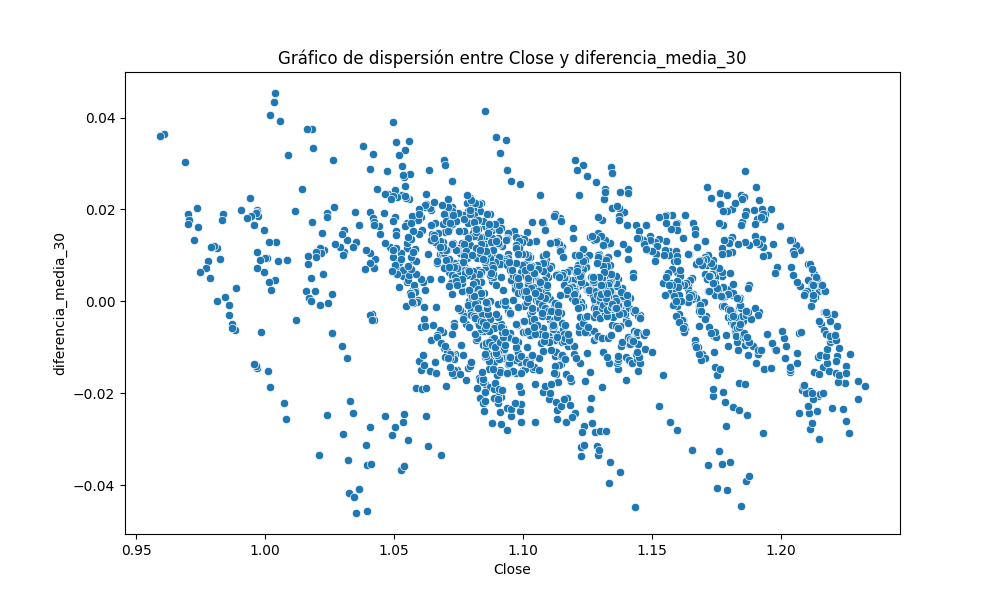 Gráfico de dispersión entre Close y diferencia_media_30
diferencia_media_30
0.04
0.02
0.00
−0.02
−0.04
0.95 1.00 1.05 1.10 1.15 1.20
Close